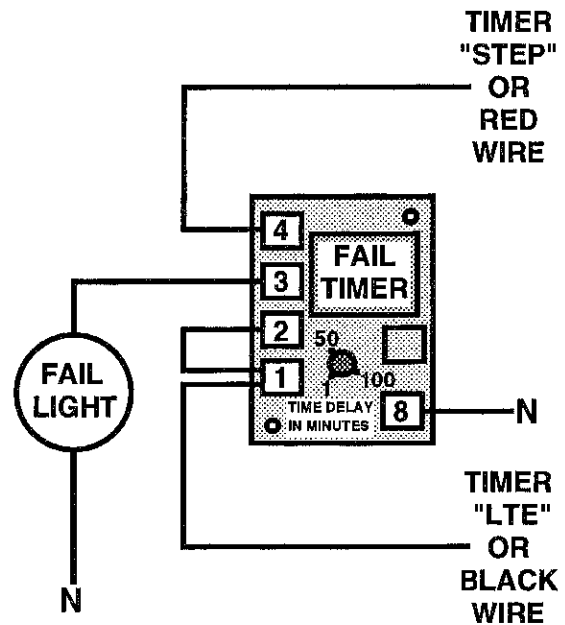 TIMER
"STEP"
OR
RED
WIRE
4
3
2
1
FAIL
TIMER
50
1
100
TIME DELAY
IN MINUTES
8
N
FAIL
LIGHT
N
TIMER
"LTE"
OR
BLACK
WIRE